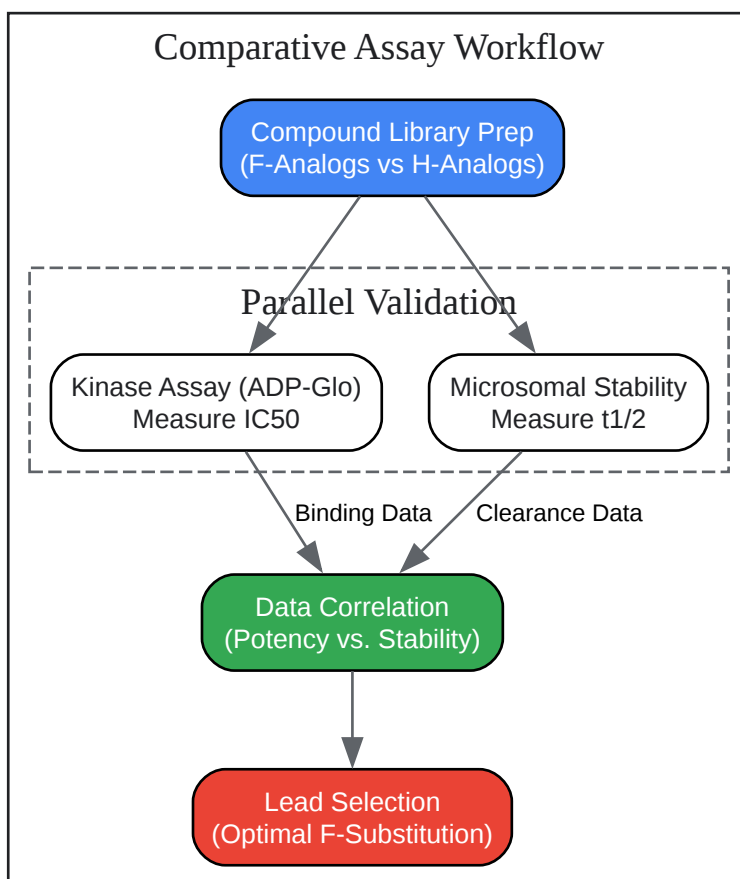 Comparative Assay Workflow
Compound Library Prep
(F-Analogs vs H-Analogs)
Parallel Validation
Kinase Assay (ADP-Glo)
Measure IC50
Microsomal Stability
Measure t1/2
Binding Data
Clearance Data
Data Correlation
(Potency vs. Stability)
Lead Selection
(Optimal F-Substitution)